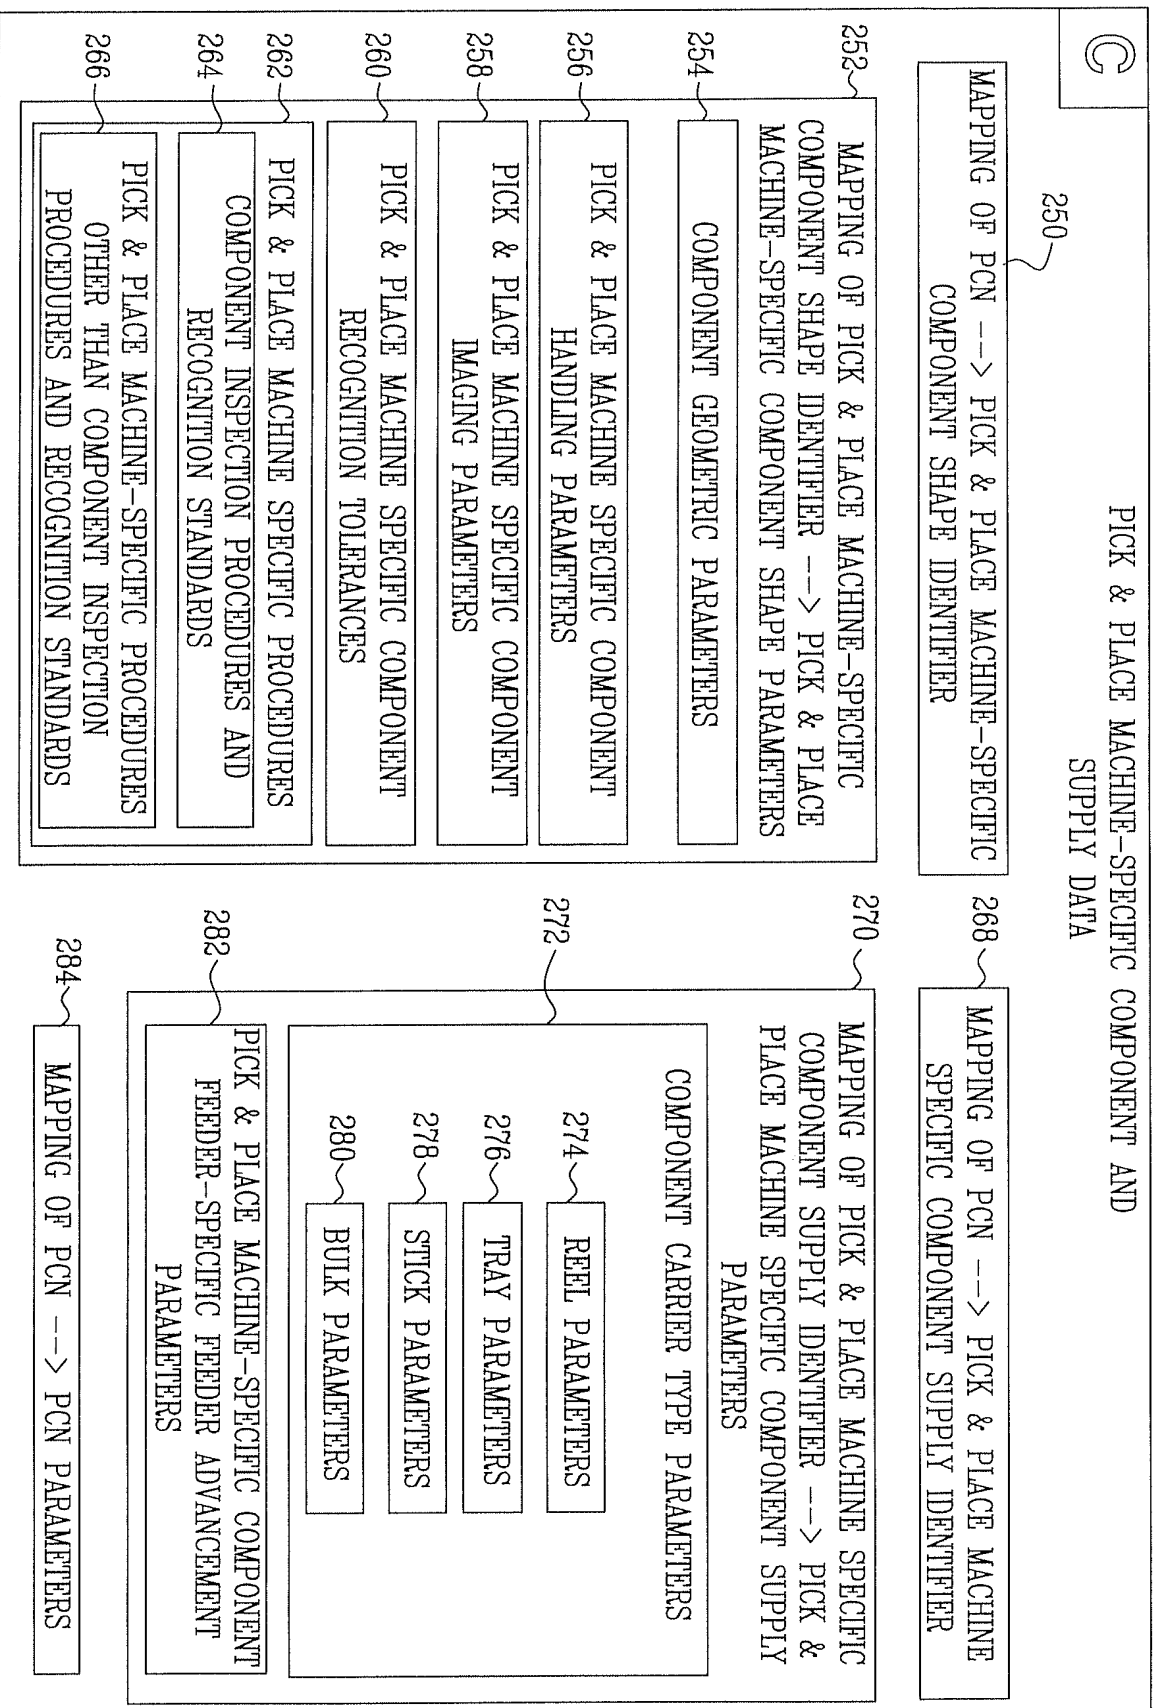 C
PICK & PLACE MACHINE-SPECIFIC COMPONENT AND
SUPPLY DATA
250
MAPPING OF PCN --> PICK & PLACE MACHINE-SPECIFIC
COMPONENT SHAPE IDENTIFIER
252
MAPPING OF PICK & PLACE MACHINE-SPECIFIC
COMPONENT SHAPE IDENTIFIER --> PICK & PLACE
MACHINE-SPECIFIC COMPONENT SHAPE PARAMETERS
254
COMPONENT GEOMETRIC PARAMETERS
256
PICK & PLACE MACHINE SPECIFIC COMPONENT
HANDLING PARAMETERS
258
PICK & PLACE MACHINE SPECIFIC COMPONENT
IMAGING PARAMETERS
260
PICK & PLACE MACHINE SPECIFIC COMPONENT
RECOGNITION TOLERANCES
262
PICK & PLACE MACHINE SPECIFIC PROCEDURES
264
COMPONENT INSPECTION PROCEDURES AND
RECOGNITION STANDARDS
266
PICK & PLACE MACHINE-SPECIFIC PROCEDURES
OTHER THAN COMPONENT INSPECTION
PROCEDURES AND RECOGNITION STANDARDS
268
MAPPING OF PCN --> PICK & PLACE MACHINE
SPECIFIC COMPONENT SUPPLY IDENTIFIER
270
MAPPING OF PICK & PLACE MACHINE SPECIFIC
COMPONENT SUPPLY IDENTIFIER --> PICK &
PLACE MACHINE SPECIFIC COMPONENT SUPPLY
PARAMETERS
272
COMPONENT CARRIER TYPE PARAMETERS
274
REEL PARAMETERS
276
TRAY PARAMETERS
278
STICK PARAMETERS
280
BULK PARAMETERS
282
PICK & PLACE MACHINE-SPECIFIC COMPONENT
FEEDER-SPECIFIC FEEDER ADVANCEMENT
PARAMETERS
284
MAPPING OF PCN --> PCN PARAMETERS